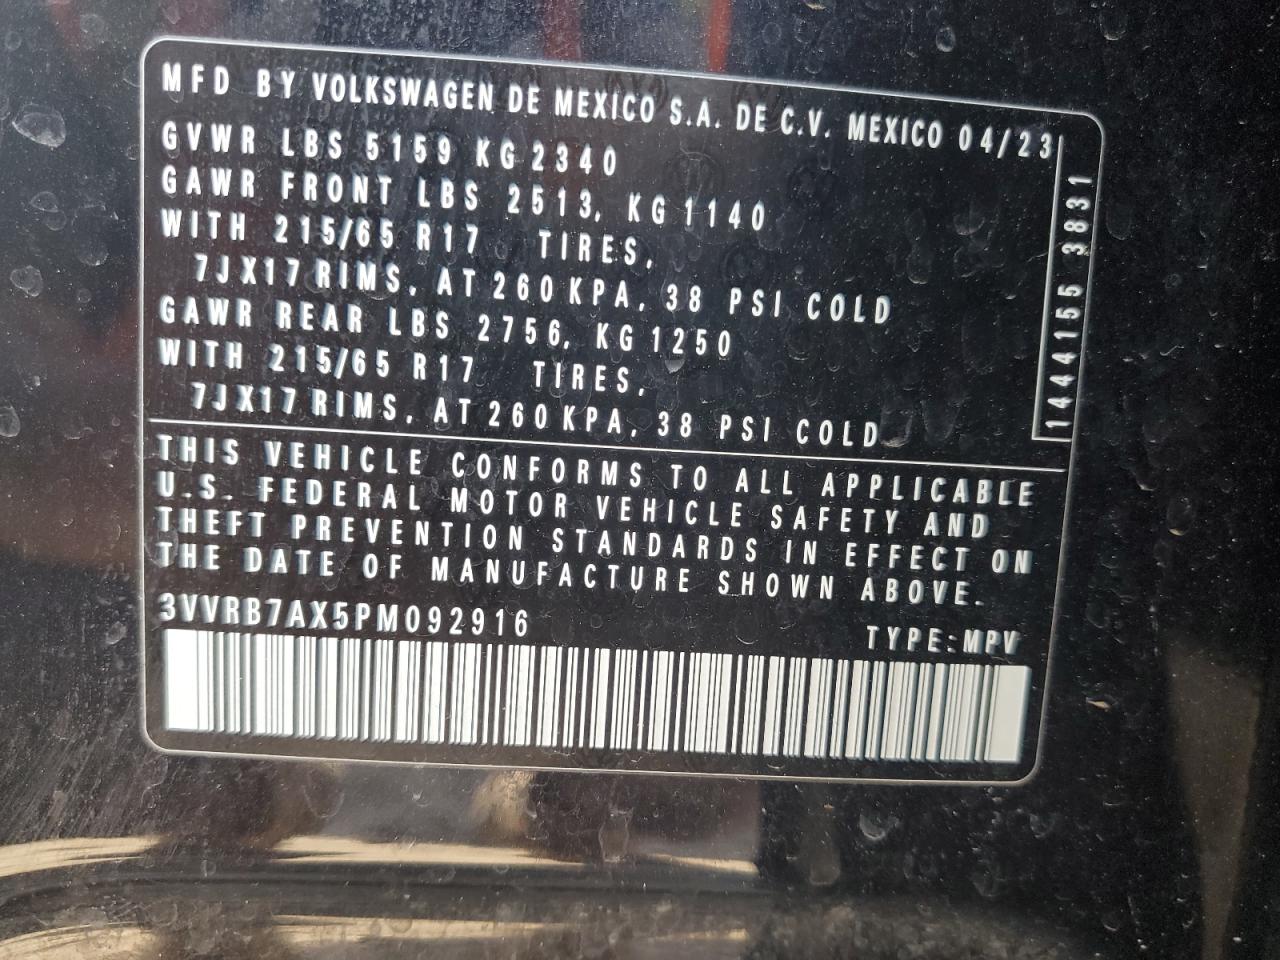 MFD BY VOLKSWAGEN DE MEXICO S.A. DE C.V. MEXICO 04/23
GVWR LBS 5159 KG 2340
GAWR FRONT LBS 2513, KG 1140
WITH 215/65 R17 TIRES,
7JX17 RIMS, AT 260 KPA, 38 PSI COLD
GAWR REAR LBS 2756, KG 1250
WITH 215/65 R17 TIRES,
7JX17 RIMS, AT 260 KPA, 38 PSI COLD
1444155 3831
THIS VEHICLE CONFORMS TO ALL APPLICABLE
U.S. FEDERAL MOTOR VEHICLE SAFETY AND
THEFT PREVENTION STANDARDS IN EFFECT ON
THE DATE OF MANUFACTURE SHOWN ABOVE.
3VVRB7AX5PM092916
TYPE:MPV